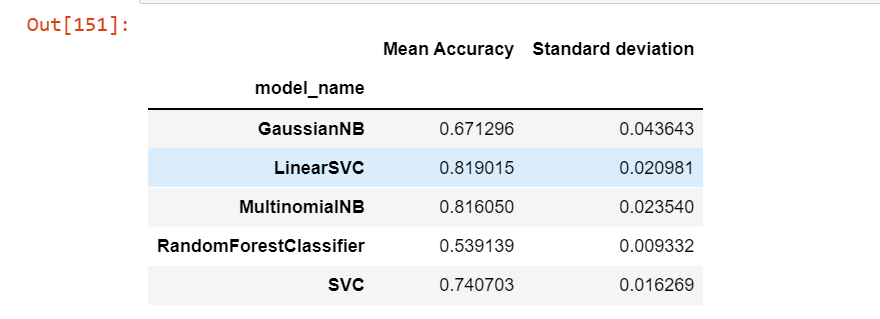 Out[151]:
Mean Accuracy Standard deviation
model_name
GaussianNB 0.671296 0.043643
LinearSVC 0.819015 0.020981
MultinomialNB 0.816050 0.023540
RandomForestClassifier 0.539139 0.009332
SVC 0.740703 0.016269